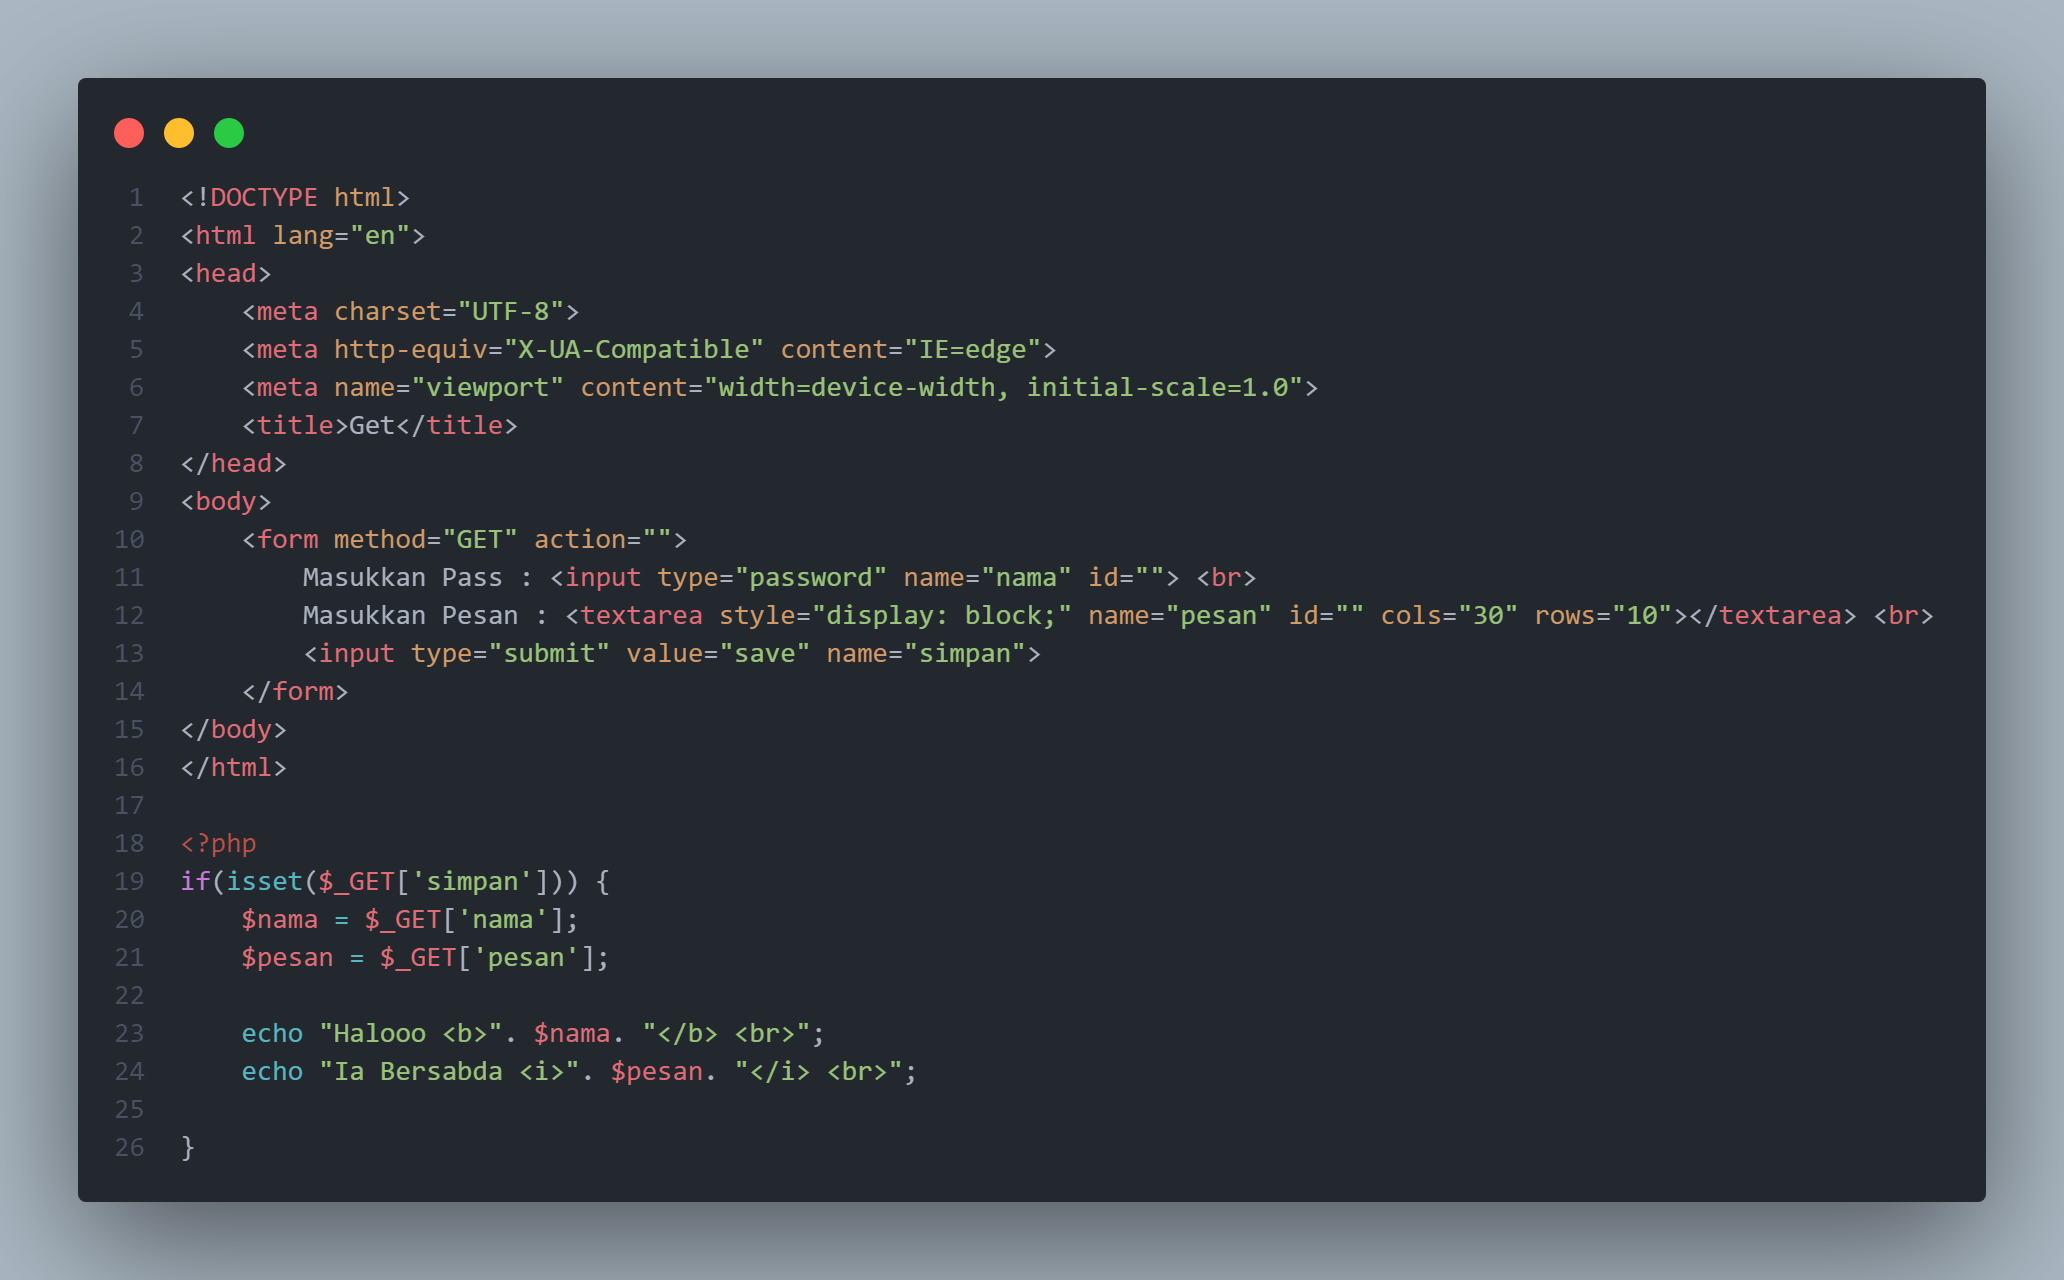 1 <!DOCTYPE html>
2 <html lang="en">
3 <head>
4     <meta charset="UTF-8">
5     <meta http-equiv="X-UA-Compatible" content="IE=edge">
6     <meta name="viewport" content="width=device-width, initial-scale=1.0">
7     <title>Get</title>
8 </head>
9 <body>
10     <form method="GET" action="">
11         Masukkan Pass : <input type="password" name="nama" id=""> <br>
12         Masukkan Pesan : <textarea style="display: block;" name="pesan" id="" cols="30" rows="10"></textarea> <br>
13         <input type="submit" value="save" name="simpan">
14     </form>
15 </body>
16 </html>
17
18 <?php
19 if(isset($_GET['simpan'])) {
20     $nama = $_GET['nama'];
21     $pesan = $_GET['pesan'];
22
23     echo "Halooo <b>". $nama. "</b> <br>";
24     echo "Ia Bersabda <i>". $pesan. "</i> <br>";
25
26 }